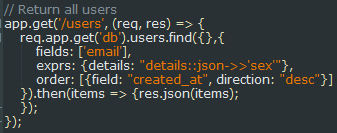 // Return all users
app.get('/users', (req, res) => {
req.app.get('db').users.find({},{
fields: ['email'],
exprs: {details: "details::json->>'sex'"},
order: [{field: "created_at", direction: "desc"}]
}).then(items => {res.json(items);
});
});